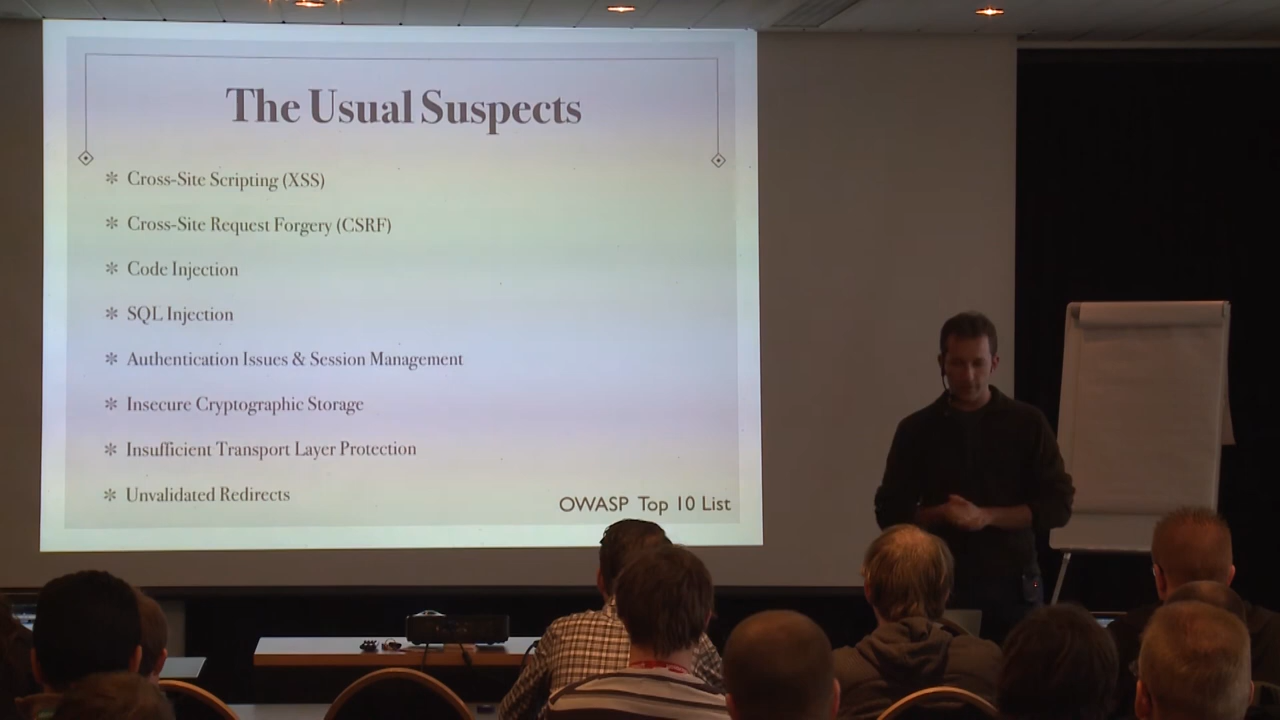 The Usual Suspects
* Cross-Site Scripting (XSS)
* Cross-Site Request Forgery (CSRF)
* Code Injection
* SQL Injection
* Authentication Issues & Session Management
* Insecure Cryptographic Storage
* Insufficient Transport Layer Protection
* Unvalidated Redirects
OWASP Top 10 List